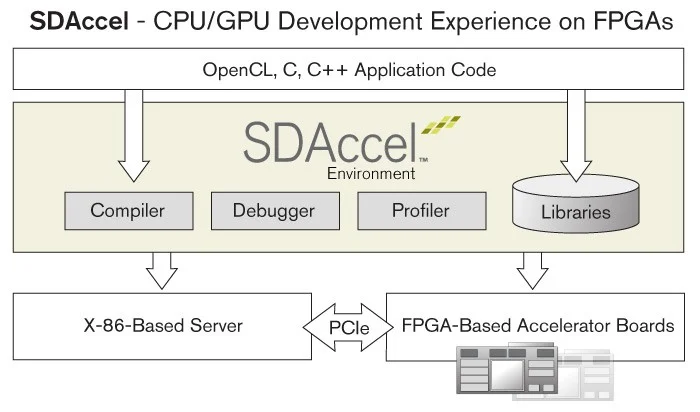 SDAccel - CPU/GPU Development Experience on FPGAs
OpenCL, C, C++ Application Code
SDAccel™
Environment
Compiler
Debugger
Profiler
Libraries
X-86-Based Server
PCIe
FPGA-Based Accelerator Boards